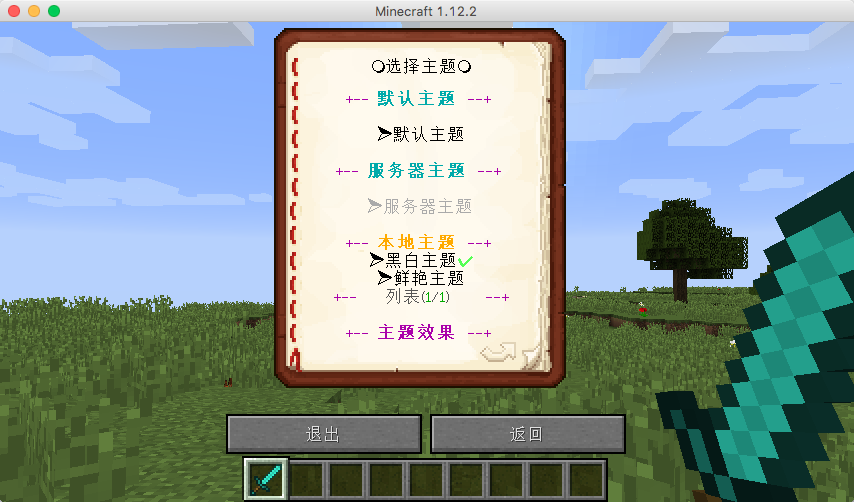 Minecraft 1.12.2
❍选择主题❍
+-- 默认主题 --+
➢默认主题
+-- 服务器主题 --+
➢服务器主题
+-- 本地主题 --+
➢黑白主题✔
➢鲜艳主题
+-- 列表(1/1) --+
+-- 主题效果 --+
退出
返回